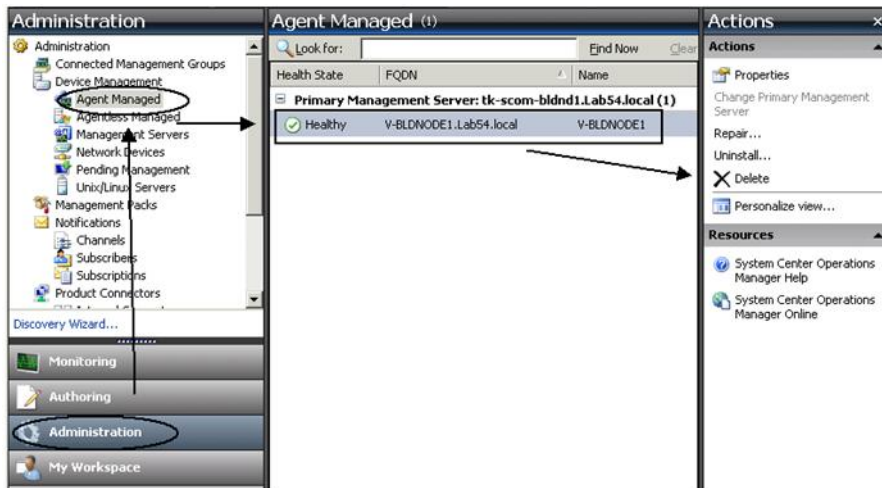 Administration
Administration
Connected Management Groups
Device Management
Agent Managed
Agentless Managed
Management Servers
Network Devices
Pending Management
Unix/Linux Servers
Management Packs
Notifications
Channels
Subscribers
Subscriptions
Product Connectors
Discovery Wizard...
Monitoring
Authoring
Administration
My Workspace
Agent Managed (1)
Look for:
Find Now
Clear
Health State
FQDN
Name
Primary Management Server: tk-scom-bldnd1.Lab54.local (1)
Healthy
V-BLDNODE1.Lab54.local
V-BLDNODE1
Actions
Actions
Properties
Change Primary Management
Server
Repair...
Uninstall...
Delete
Personalize view...
Resources
System Center Operations
Manager Help
System Center Operations
Manager Online